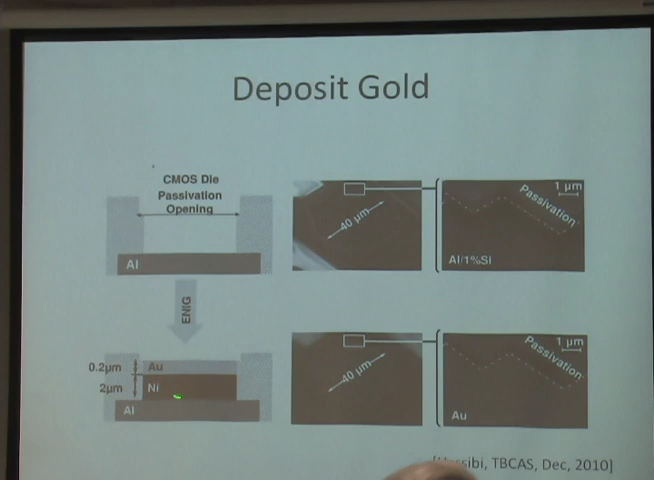 Deposit Gold
CMOS Die
Passivation
Opening
Al
ENIG
0.2µm
2µm
Au
Ni
Al
40 µm
1 µm
Passivation
Al/1%Si
40 µm
1 µm
Passivation
Au
TBCAS, Dec, 2010]